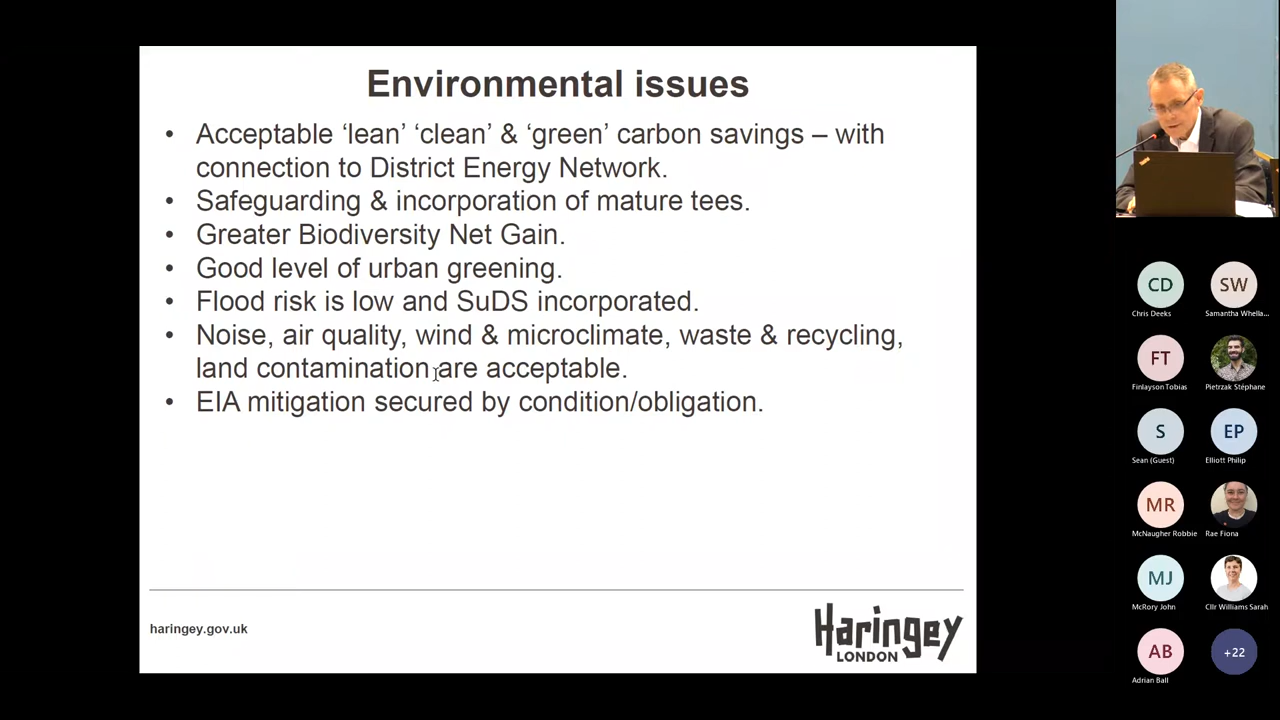 Environmental issues
• Acceptable ‘lean’ ‘clean’ & ‘green’ carbon savings – with
connection to District Energy Network.
• Safeguarding & incorporation of mature tees.
• Greater Biodiversity Net Gain.
• Good level of urban greening.
• Flood risk is low and SuDS incorporated.
• Noise, air quality, wind & microclimate, waste & recycling,
land contamination are acceptable.
• EIA mitigation secured by condition/obligation.
haringey.gov.uk
Haringey
LONDON
CD
SW
Chris Deeks
Samantha Whella...
FT
Finlayson Tobias
Pietrzak Stéphane
S
EP
Sean (Guest)
Elliott Philip
MR
McNaugher Robbie
Rae Fiona
MJ
McRory John
Cllr Williams Sarah
AB
+22
Adrian Ball